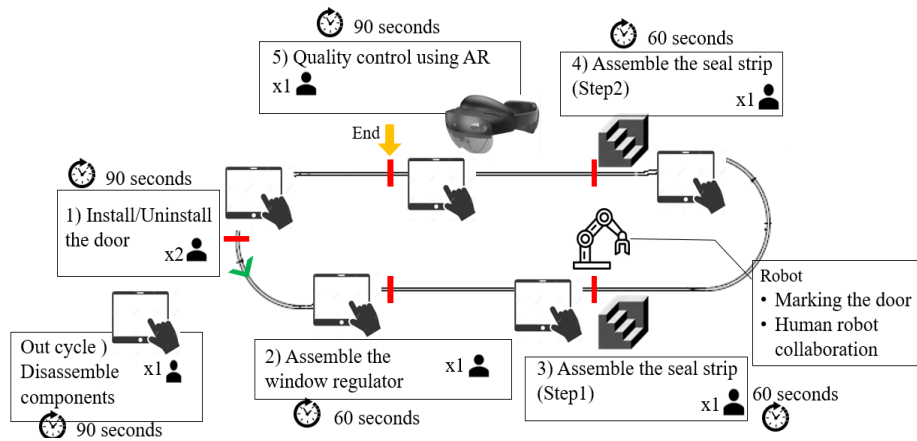 90 seconds
5) Quality control using AR
x1
60 seconds
4) Assemble the seal strip
(Step2)
x1
End
90 seconds
1) Install/Uninstall
the door
x2
Robot
• Marking the door
• Human robot
collaboration
Out cycle )
Disassemble
components
x1
90 seconds
2) Assemble the
window regulator
x1
60 seconds
3) Assemble the seal strip
(Step1)
x1
60 seconds